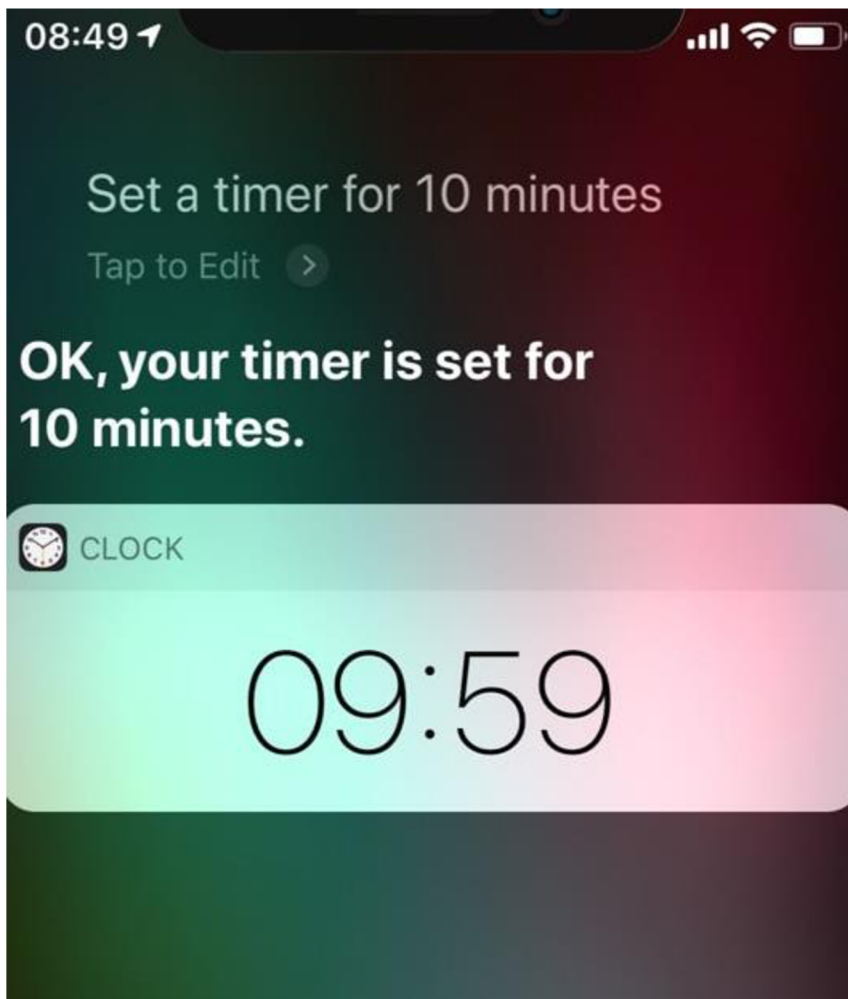 08:49
Set a timer for 10 minutes
Tap to Edit
OK, your timer is set for
10 minutes.
CLOCK
09:59